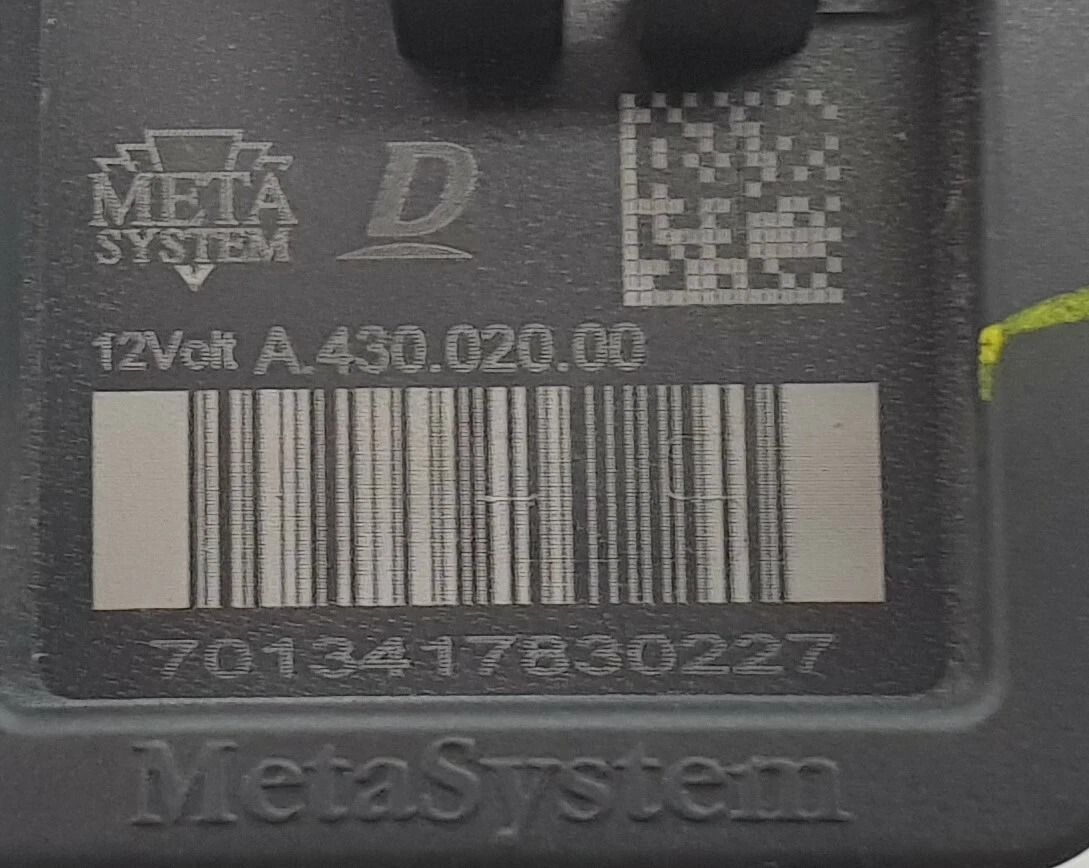 META
SYSTEM
D
12Volt A.430.020.00
7013417830227
MetaSystem